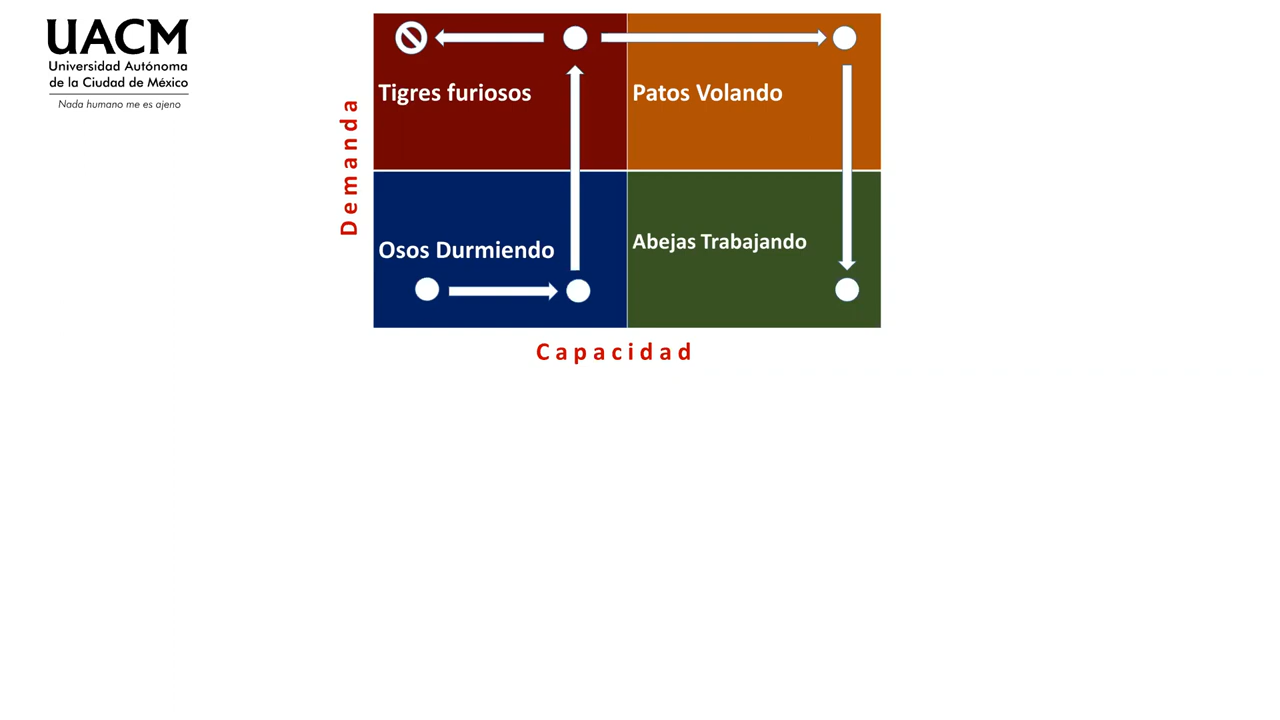 UACM
Universidad Autónoma
de la Ciudad de México
Nada humano me es ajeno
Demanda
Tigres furiosos
Patos Volando
Osos Durmiendo
Abejas Trabajando
Capacidad